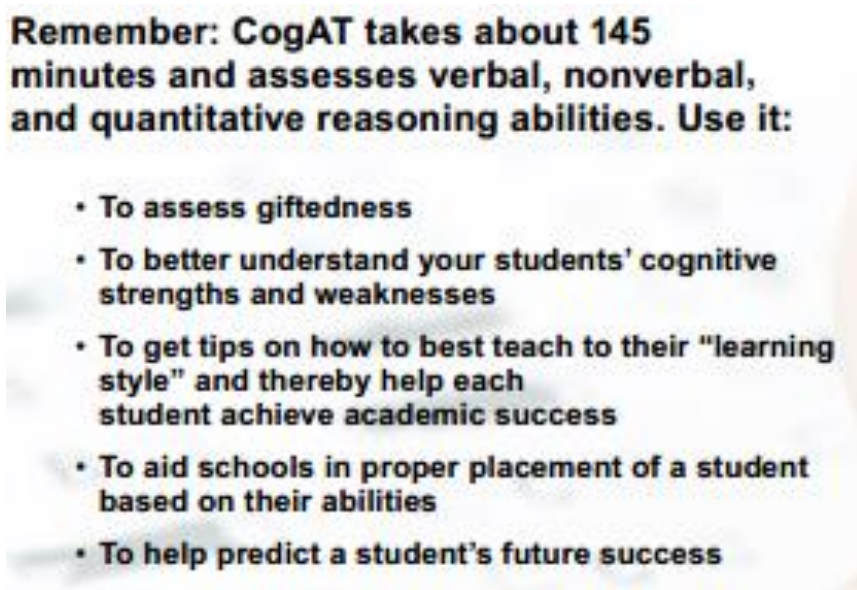 Remember: CogAT takes about 145
minutes and assesses verbal, nonverbal,
and quantitative reasoning abilities. Use it:
• To assess giftedness
• To better understand your students’ cognitive
strengths and weaknesses
• To get tips on how to best teach to their “learning
style” and thereby help each
student achieve academic success
• To aid schools in proper placement of a student
based on their abilities
• To help predict a student’s future success